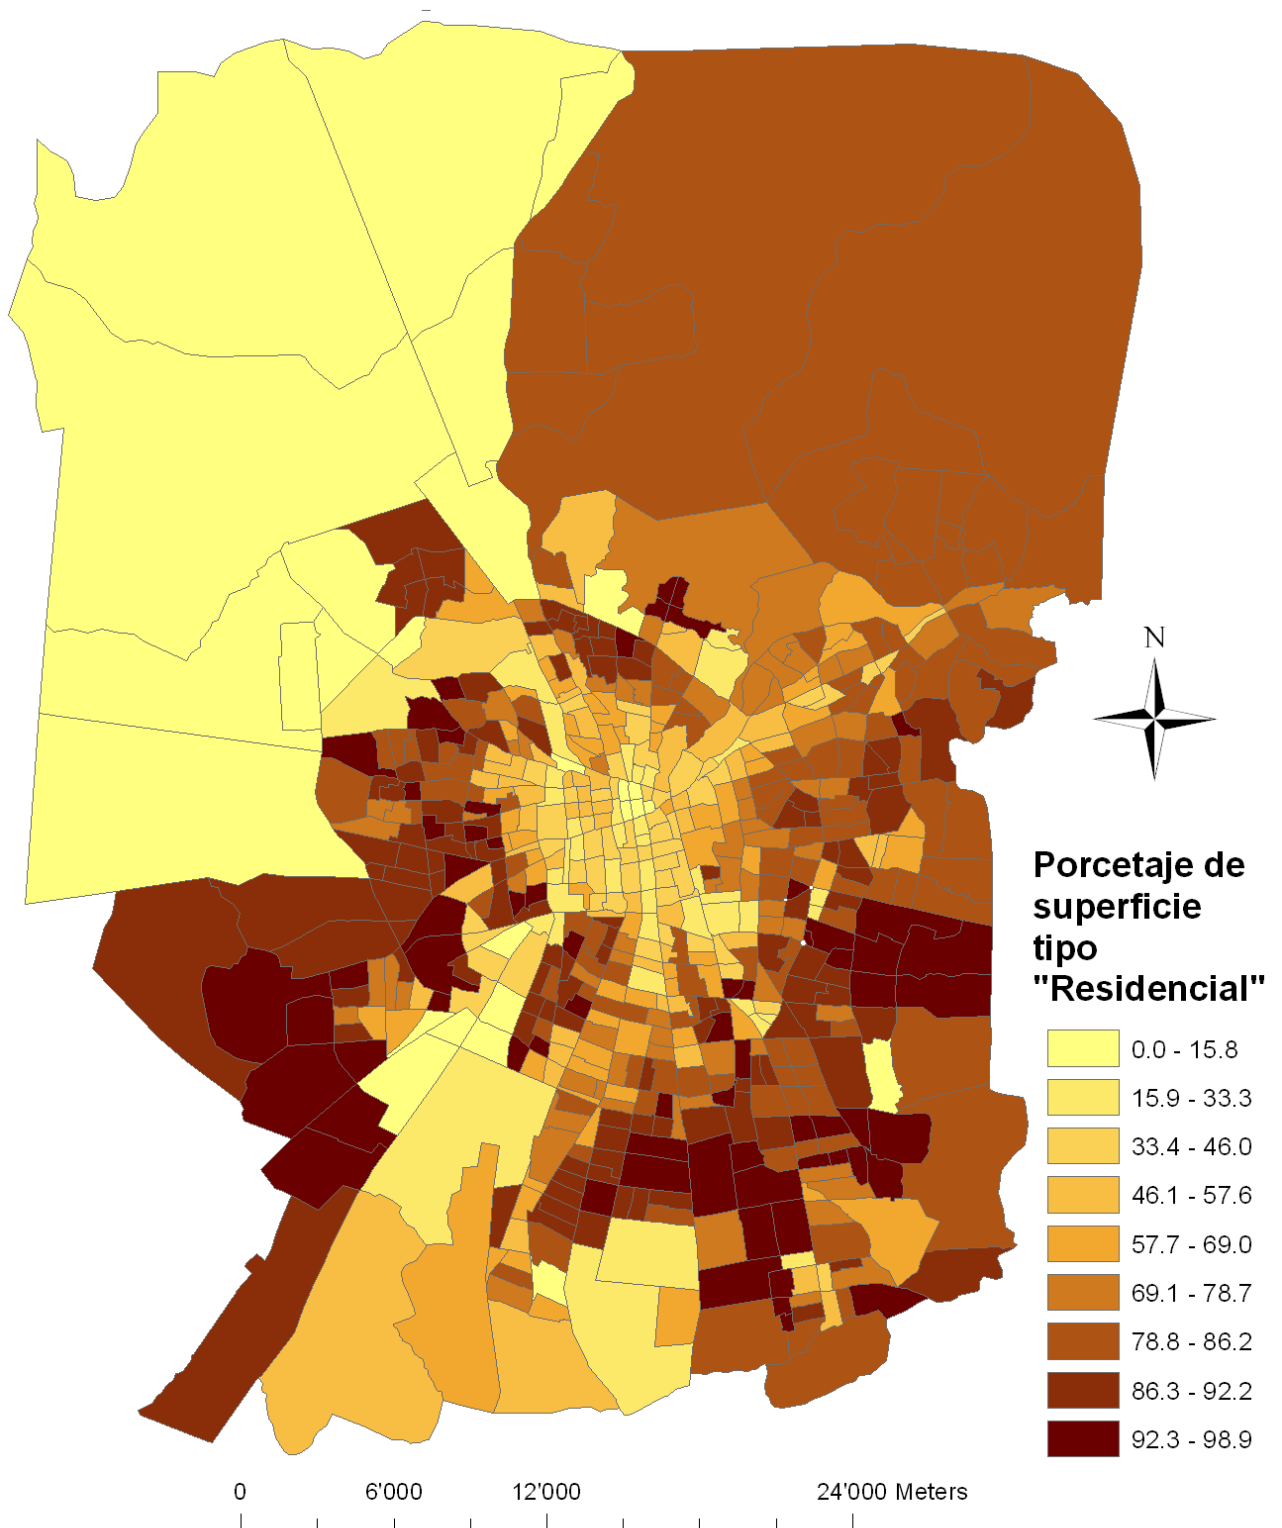 N
Porcetaje de
superficie
tipo
"Residencial"
0.0 - 15.8
15.9 - 33.3
33.4 - 46.0
46.1 - 57.6
57.7 - 69.0
69.1 - 78.7
78.8 - 86.2
86.3 - 92.2
92.3 - 98.9
0 6'000 12'000 24'000 Meters